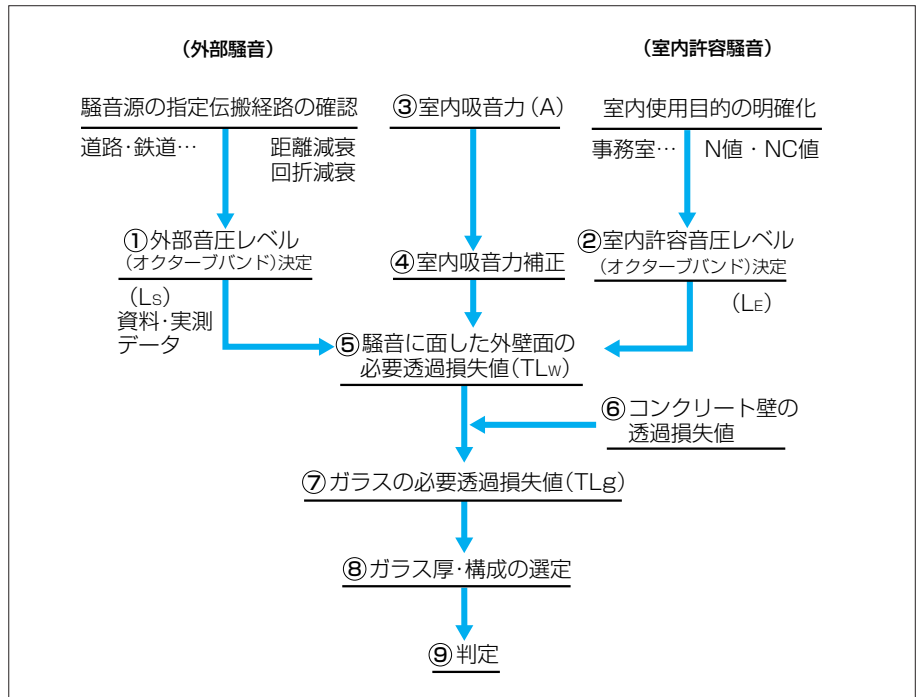 (外部騒音)
(室内許容騒音)
騒音源の指定伝搬経路の確認
③室内吸音力(A)
室内使用目的の明確化
道路・鉄道…
距離減衰
回折減衰
事務室…
N値・NC値
①外部音圧レベル
(オクターブバンド)決定
④室内吸音力補正
②室内許容音圧レベル
(オクターブバンド)決定
(LS)
資料・実測
データ
(LE)
⑤騒音に面した外壁面の
必要透過損失値(TLW)
⑥コンクリート壁の
透過損失値
⑦ガラスの必要透過損失値(TLg)
⑧ガラス厚・構成の選定
⑨判定